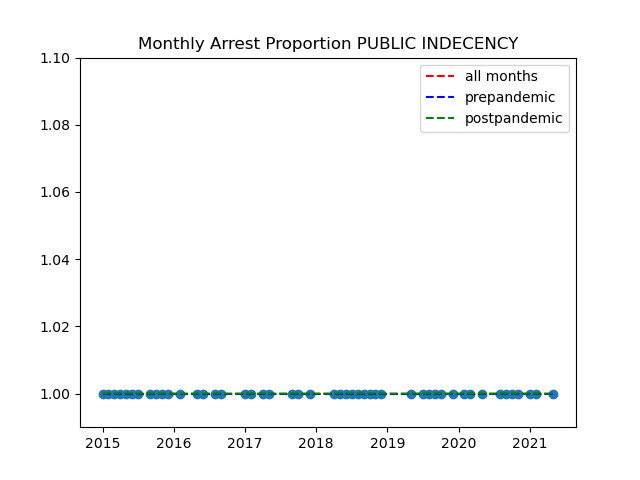 Monthly Arrest Proportion PUBLIC INDECENCY
1.10
1.08
1.06
1.04
1.02
1.00
all months
prepandemic
postpandemic
2015 2016 2017 2018 2019 2020 2021